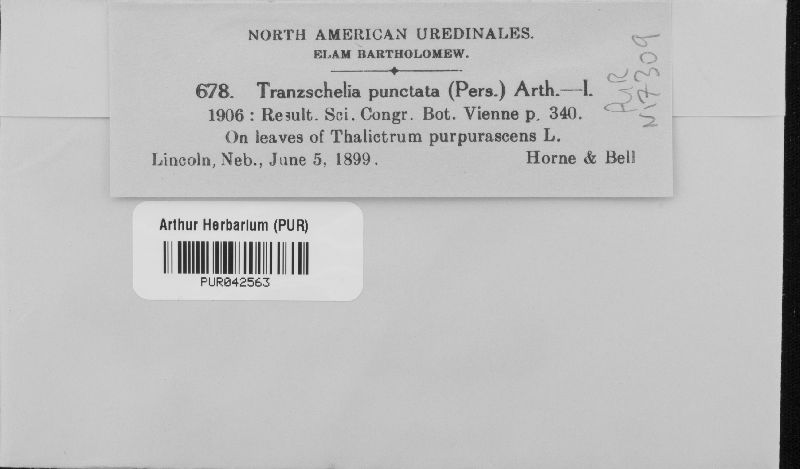 NORTH AMERICAN UREDINALES.
ELAM BARTHOLOMEW.
678. Tranzschelia punctata (Pers.) Arth.—I.
1906 : Result. Sci. Congr. Bot. Vienne p. 340.
On leaves of Thalictrum purpurascens L.
Lincoln, Neb., June 5, 1899. Horne & Bell
PUR
N17309
Arthur Herbarium (PUR)
PUR042563